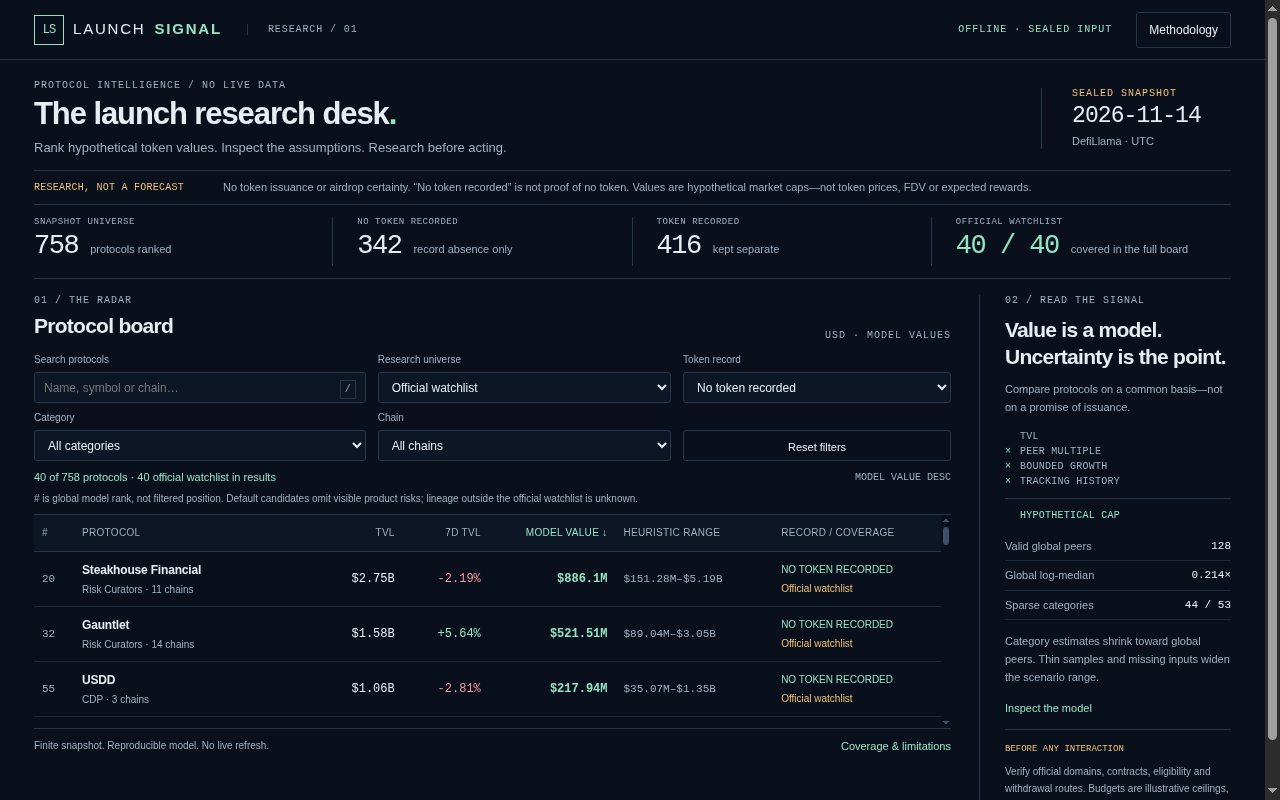 LS LAUNCH SIGNAL RESEARCH / 01 OFFLINE · SEALED INPUT Methodology
PROTOCOL INTELLIGENCE / NO LIVE DATA
The launch research desk.
Rank hypothetical token values. Inspect the assumptions. Research before acting.
SEALED SNAPSHOT
2026-11-14
DefiLlama · UTC
RESEARCH, NOT A FORECAST No token issuance or airdrop certainty. “No token recorded” is not proof of no token. Values are hypothetical market caps—not token prices, FDV or expected rewards.
SNAPSHOT UNIVERSE
758 protocols ranked
NO TOKEN RECORDED
342 record absence only
TOKEN RECORDED
416 kept separate
OFFICIAL WATCHLIST
40 / 40 covered in the full board
01 / THE RADAR
Protocol board
USD · MODEL VALUES
Search protocols
Name, symbol or chain… /
Research universe
Official watchlist
Token record
No token recorded
Category
All categories
Chain
All chains
Reset filters
40 of 758 protocols · 40 official watchlist in results MODEL VALUE DESC
# is global model rank, not filtered position. Default candidates omit visible product risks; lineage outside the official watchlist is unknown.
# PROTOCOL TVL 7D TVL MODEL VALUE ↓ HEURISTIC RANGE RECORD / COVERAGE
20 Steakhouse Financial $2.75B -2.19% $886.1M $151.28M–$5.19B NO TOKEN RECORDED
Risk Curators · 11 chains Official watchlist
32 Gauntlet $1.58B +5.64% $521.51M $89.04M–$3.05B NO TOKEN RECORDED
Risk Curators · 14 chains Official watchlist
55 USDD $1.06B -2.81% $217.94M $35.07M–$1.35B NO TOKEN RECORDED
CDP · 3 chains Official watchlist
Finite snapshot. Reproducible model. No live refresh. Coverage & limitations
02 / READ THE SIGNAL
Value is a model.
Uncertainty is the point.
Compare protocols on a common basis—not
on a promise of issuance.
TVL
× PEER MULTIPLE
× BOUNDED GROWTH
× TRACKING HISTORY
HYPOTHETICAL CAP
Valid global peers 128
Global log-median 0.214×
Sparse categories 44 / 53
Category estimates shrink toward global
peers. Thin samples and missing inputs widen
the scenario range.
Inspect the model
BEFORE ANY INTERACTION
Verify official domains, contracts, eligibility and
withdrawal routes. Budgets are illustrative ceilings,